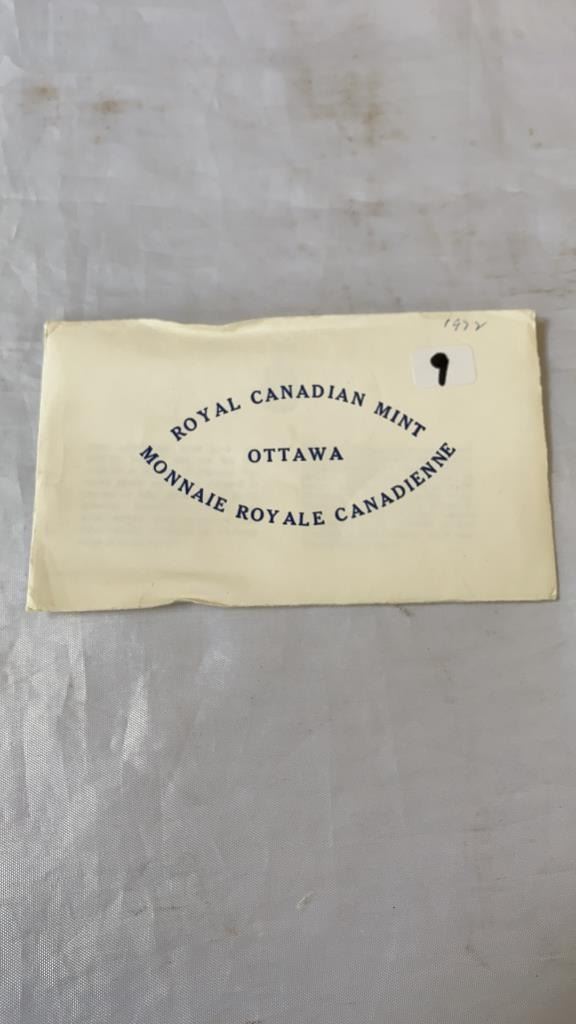 1972
9
ROYAL CANADIAN MINT
OTTAWA
MONNAIE ROYALE CANADIENNE